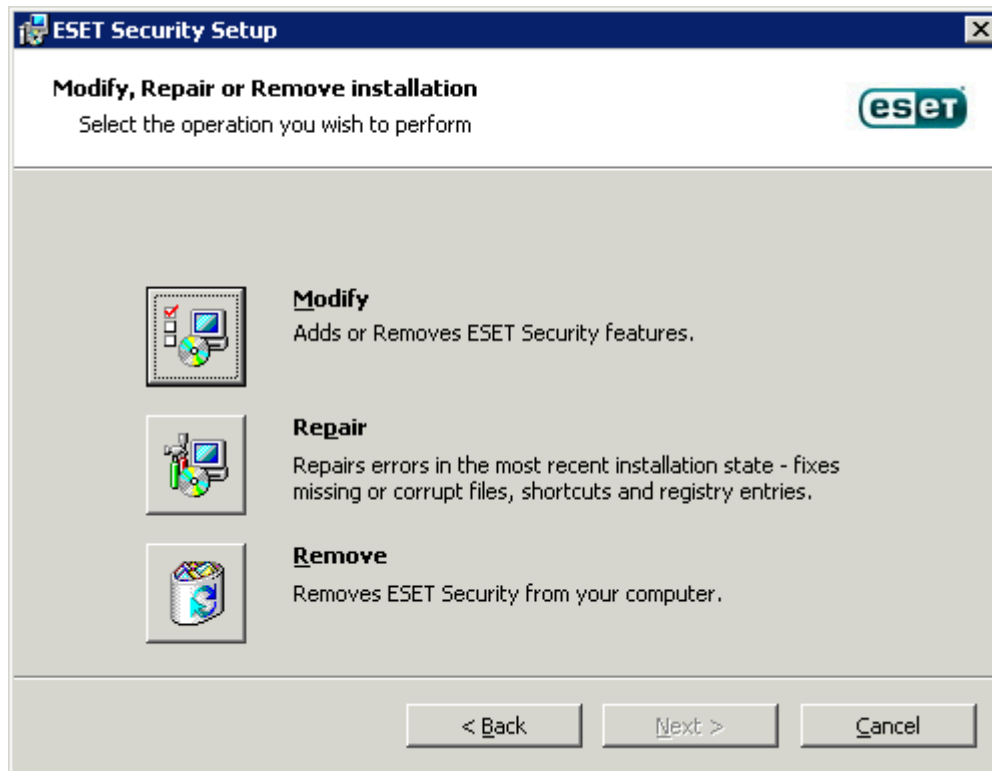 ESET Security Setup
Modify, Repair or Remove installation
Select the operation you wish to perform
eset
Modify
Adds or Removes ESET Security features.
Repair
Repairs errors in the most recent installation state - fixes
missing or corrupt files, shortcuts and registry entries.
Remove
Removes ESET Security from your computer.
< Back
Next >
Cancel